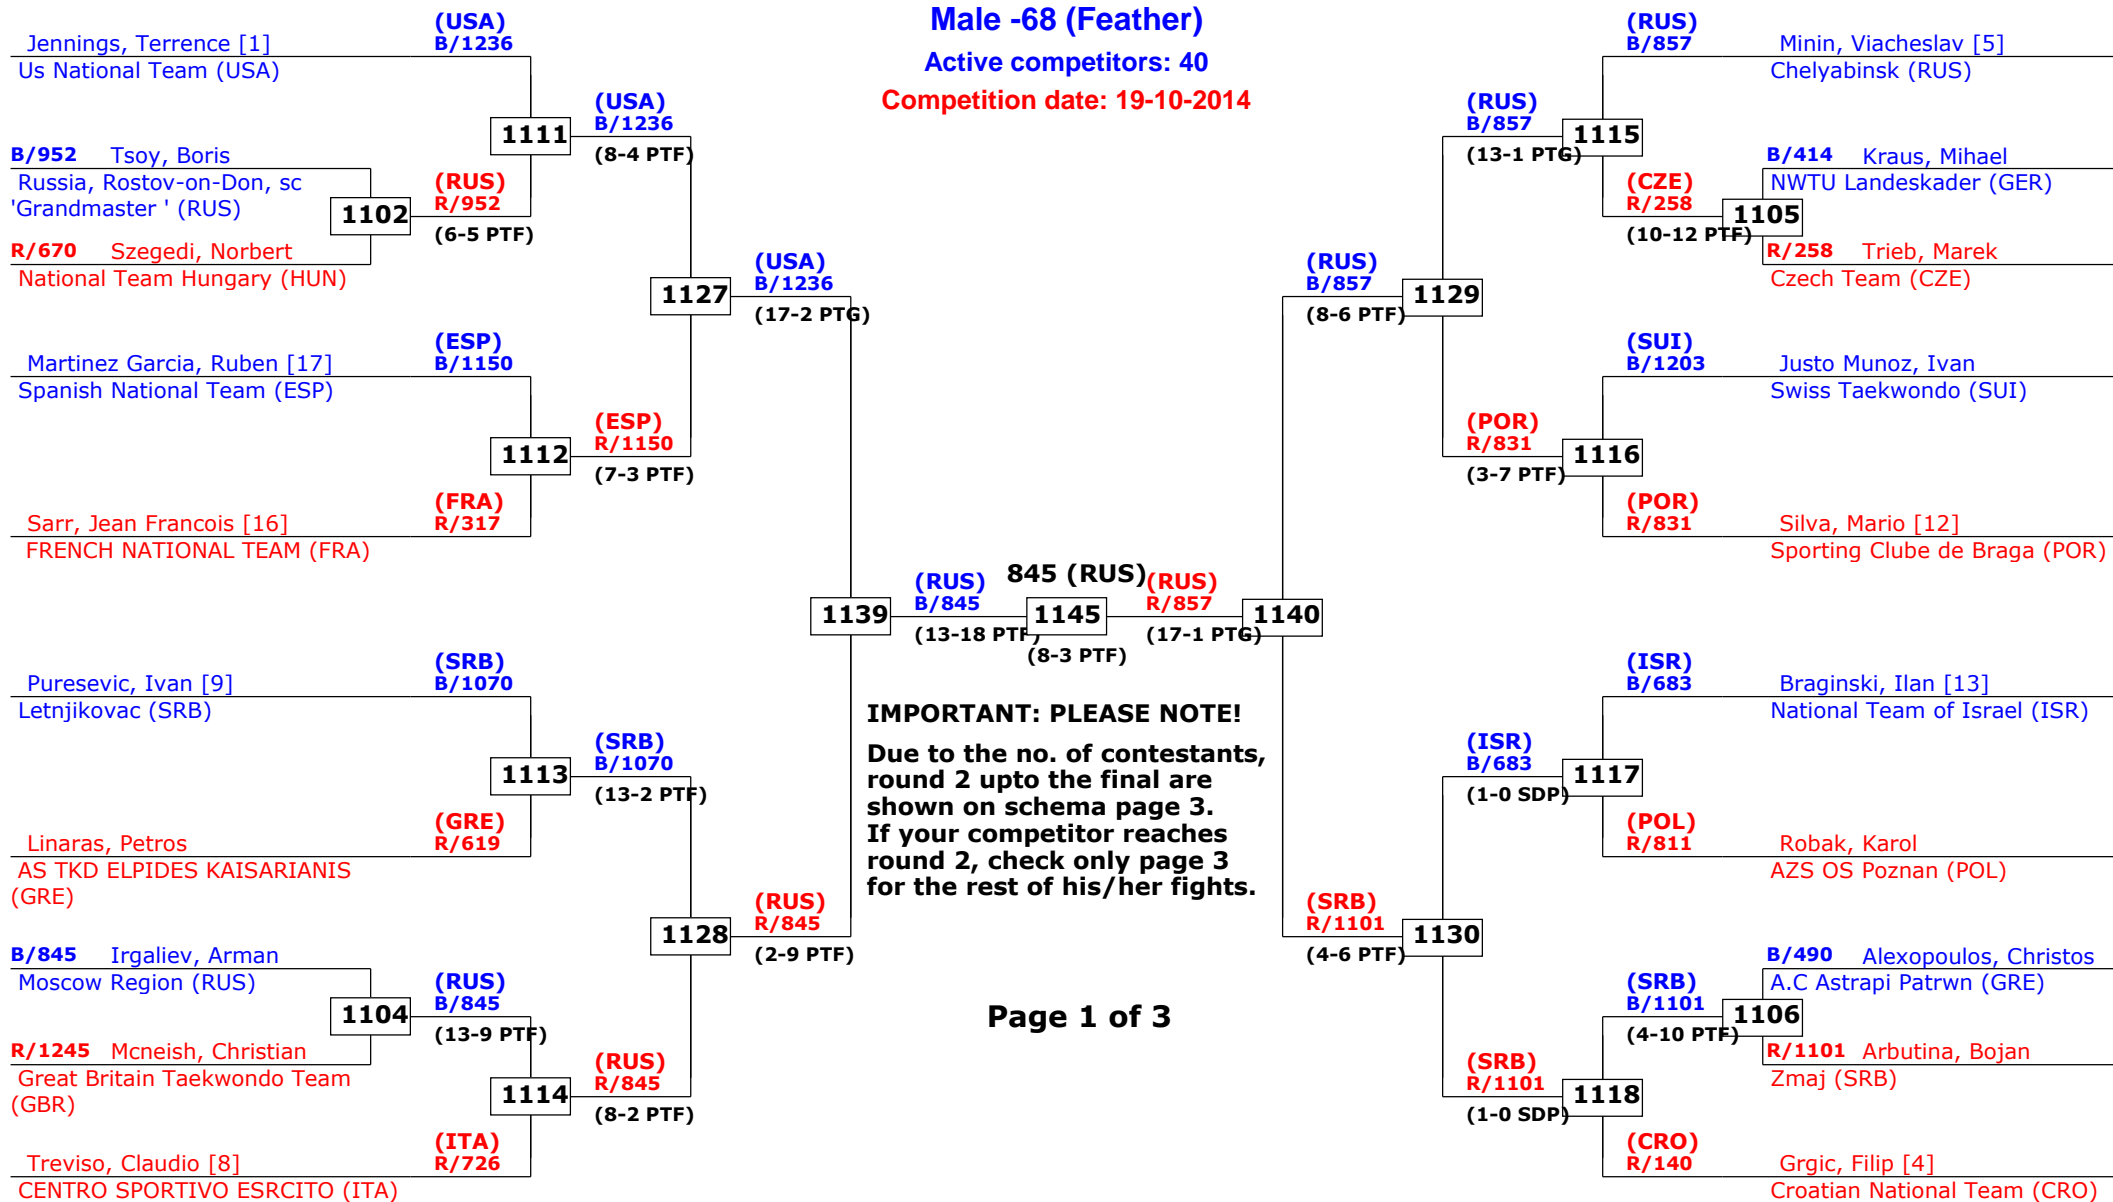 Male -68 (Feather)
Active competitors: 40
Competition date: 19-10-2014
(USA)
Jennings, Terrence [1] B/1236
Us National Team (USA)
(USA)
B/1236
1111
(8-4 PTF)
B/952 Tsoy, Boris
Russia, Rostov-on-Don, sc
'Grandmaster ' (RUS)
(RUS)
R/952
1102
(6-5 PTF)
R/670 Szegedi, Norbert
National Team Hungary (HUN)
(USA)
B/1236
1127
(17-2 PTG)
(ESP)
Martinez Garcia, Ruben [17] B/1150
Spanish National Team (ESP)
(ESP)
R/1150
1112
(7-3 PTF)
(FRA)
Sarr, Jean Francois [16] R/317
FRENCH NATIONAL TEAM (FRA)
1139
(RUS)
B/845
(13-18 PTF)
845 (RUS)
1145
(8-3 PTF)
(RUS)
R/857
(17-1 PTG)
1140
(SRB)
Puresevic, Ivan [9] B/1070
Letnjikovac (SRB)
(SRB)
B/1070
1113
(13-2 PTF)
(GRE)
Linaras, Petros R/619
AS TKD ELPIDES KAISARIANIS
(GRE)
(RUS)
R/845
1128
(2-9 PTF)
B/845 Irgaliev, Arman
Moscow Region (RUS)
(RUS)
B/845
1104
(13-9 PTF)
R/1245 Mcneish, Christian
Great Britain Taekwondo Team
(GBR)
(RUS)
R/845
1114
(8-2 PTF)
(ITA)
Treviso, Claudio [8] R/726
CENTRO SPORTIVO ESRCITO (ITA)
IMPORTANT: PLEASE NOTE!
Due to the no. of contestants,
round 2 upto the final are
shown on schema page 3.
If your competitor reaches
round 2, check only page 3
for the rest of his/her fights.
Page 1 of 3
(RUS)
B/857 Minin, Viacheslav [5]
Chelyabinsk (RUS)
(RUS)
B/857
1115
(13-1 PTG)
B/414 Kraus, Mihael
NWTU Landeskader (GER)
(CZE)
R/258
1105
(10-12 PTF)
R/258 Trieb, Marek
Czech Team (CZE)
(RUS)
B/857
1129
(8-6 PTF)
(SUI)
B/1203 Justo Munoz, Ivan
Swiss Taekwondo (SUI)
(POR)
R/831
1116
(3-7 PTF)
(POR)
R/831 Silva, Mario [12]
Sporting Clube de Braga (POR)
(ISR)
B/683 Braginski, Ilan [13]
National Team of Israel (ISR)
(ISR)
B/683
1117
(1-0 SDP)
(POL)
R/811 Robak, Karol
AZS OS Poznan (POL)
(SRB)
R/1101
1130
(4-6 PTF)
B/490 Alexopoulos, Christos
A.C Astrapi Patrwn (GRE)
(SRB)
B/1101
1106
(4-10 PTF)
R/1101 Arbutina, Bojan
Zmaj (SRB)
(SRB)
R/1101
1118
(1-0 SDP)
(CRO)
R/140 Grgic, Filip [4]
Croatian National Team (CRO)